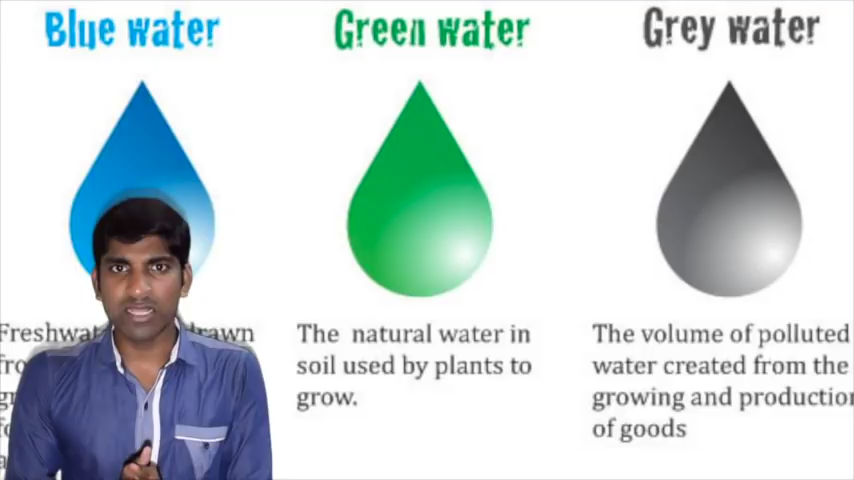 Blue water
Green water
Grey water
drawn
The natural water in
soil used by plants to
grow.
The volume of polluted
water created from the
growing and production
of goods